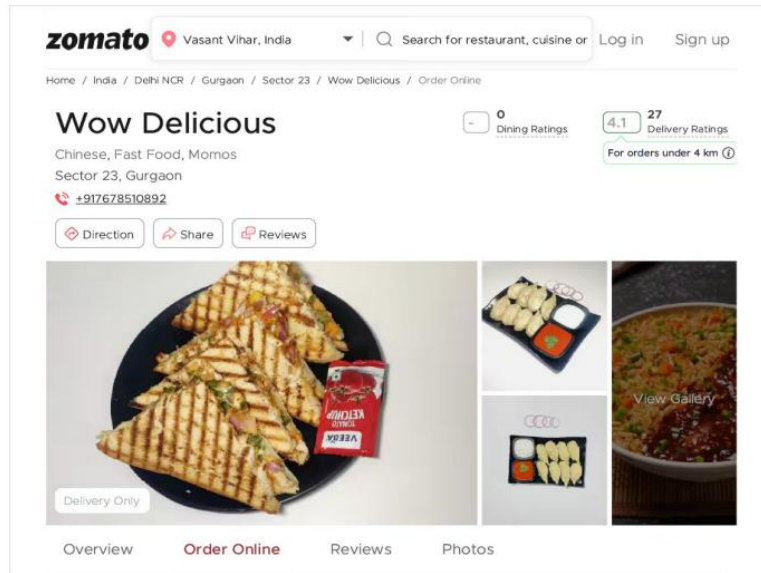 zomato
Vasant Vihar, India
Search for restaurant, cuisine or
Log in
Sign up
Home / India / Delhi NCR / Gurgaon / Sector 23 / Wow Delicious / Order Online
Wow Delicious
-
0
Dining Ratings
4.1
27
Delivery Ratings
For orders under 4 km
Chinese, Fast Food, Momos
Sector 23, Gurgaon
+917678510892
Direction
Share
Reviews
VEEBA
TOMATO
KETCHUP
View Gallery
Delivery Only
Overview
Order Online
Reviews
Photos